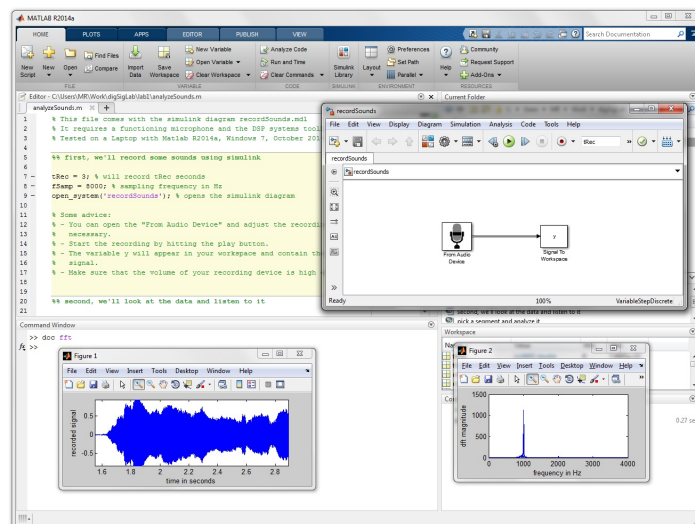 MATLAB R2014a
HOME PLOTS APPS EDITOR PUBLISH VIEW
Search Documentation
New Script
New
Open
Find Files
Compare
Import Data
Save Workspace
New Variable
Open Variable
Clear Workspace
Analyze Code
Run and Time
Clear Commands
Simulink Library
Layout
Preferences
Set Path
Parallel
Help
Community
Request Support
Add-Ons
FILE VARIABLE CODE SIMULINK ENVIRONMENT RESOURCES
Editor - C:\Users\MR\Work\digSigLab\lab1\analyzeSounds.m
Current Folder
analyzeSounds.m
1 % This file comes with the simulink diagram recordSounds.mdl
2 % It requires a functioning microphone and the DSP systems tool
3 % Tested on a Laptop with Matlab R2014a, Windows 7, October 201
4
5 %% first, we'll record some sounds using simulink
6
7 tRec = 3; % will record tRec seconds
8 fSamp = 8000; % sampling frequency in Hz
9 open_system('recordSounds'); % opens the simulink diagram
10
11 % Some advice:
12 % - You can open the "From Audio Device" and adjust the recordi
13 % necessary.
14 % - Start the recording by hitting the play button.
15 % - The variable y will appear in your workspace and contain th
16 % signal.
17 % - Make sure that the volume of your recording device is high
18
19
20 %% second, we'll look at the data and listen to it
21
recordSounds
File Edit View Display Diagram Simulation Analysis Code Tools Help
tRec
recordSounds
recordSounds
From Audio Device
y
Signal To Workspace
Ready 100% VariableStepDiscrete
second, we'll look at the data and listen to it
pick a segment and analyze it
Workspace
Command Window
>> doc fft
fx >>
Figure 1
File Edit View Insert Tools Desktop Window Help
recorded signal
0.5
0
-0.5
1.6 1.8 2 2.2 2.4 2.6 2.8
time in seconds
Figure 2
File Edit View Insert Tools Desktop Window Help
dft magnitude
1500
1000
500
0
0 1000 2000 3000 4000
frequency in Hz
0.27 se